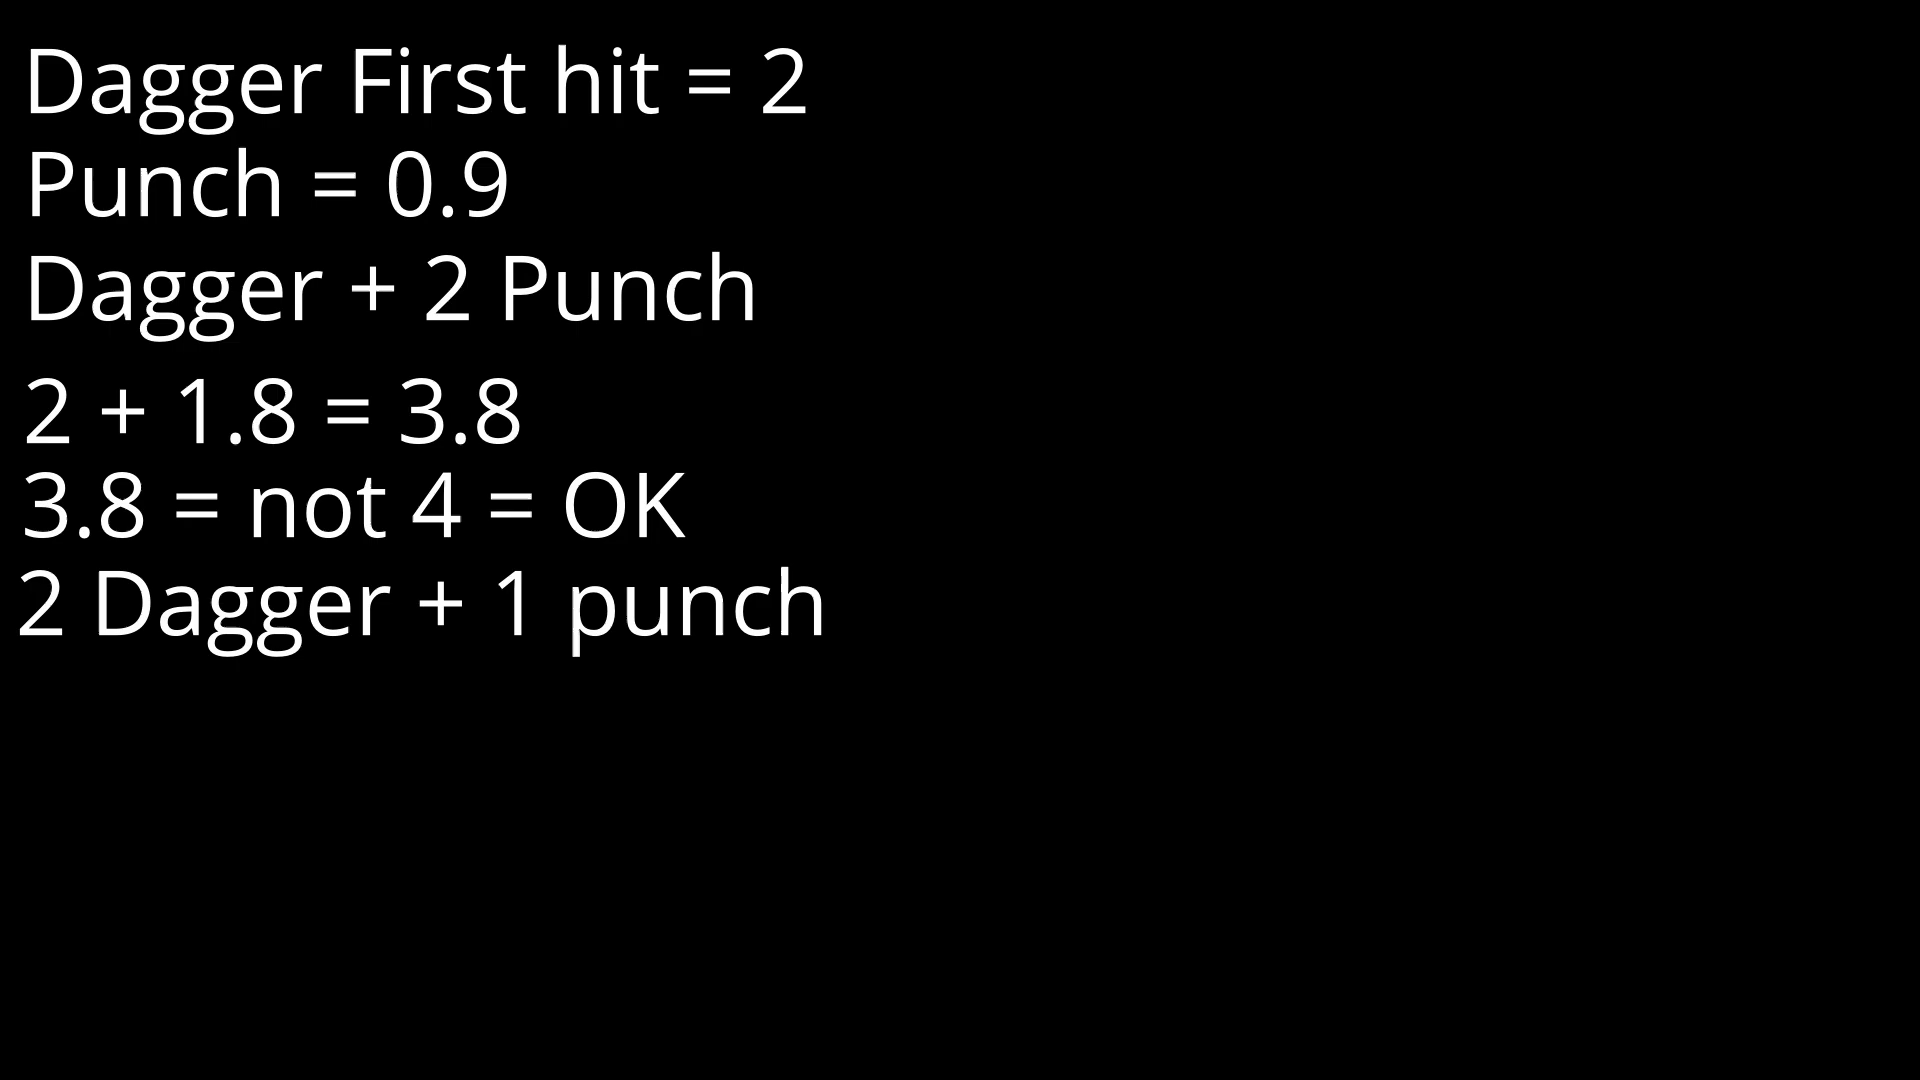 Dagger First hit = 2
Punch = 0.9
Dagger + 2 Punch
2 + 1.8 = 3.8
3.8 = not 4 = OK
2 Dagger + 1 punch